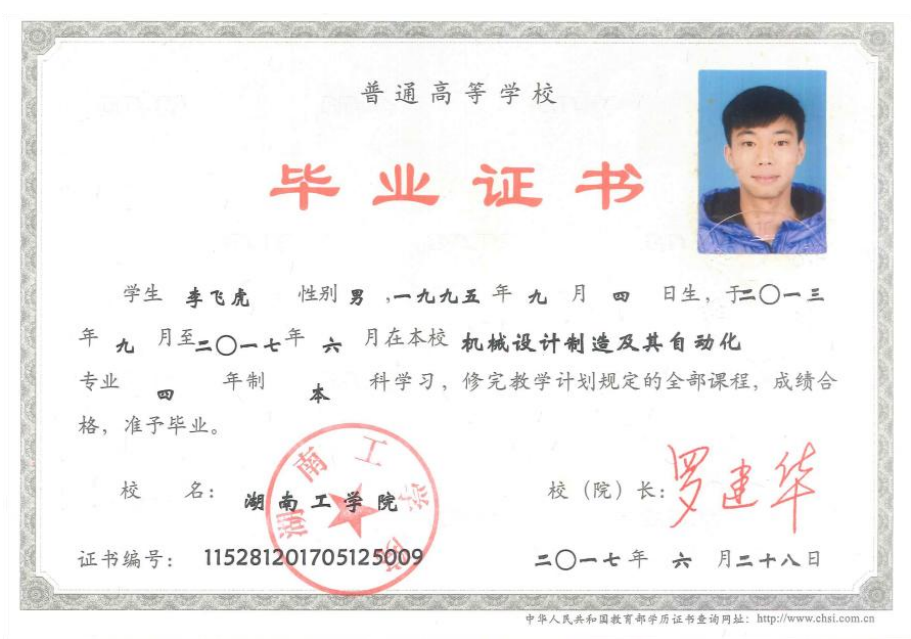 普通高等学校
毕业证书
学生 李飞虎 性别 男 ,一九九五 年 九 月 四 日生，于二〇一三
年 九 月至二〇一七年 六 月在本校 机械设计制造及其自动化
专业 四 年制 本 科学习，修完教学计划规定的全部课程，成绩合
格，准予毕业。
校 名： 湖南工学院
校（院）长：罗建华
湖南工学院
证书编号： 115281201705125009
二〇一七年 六 月二十八日
中华人民共和国教育部学历证书查询网址：http://www.chsi.com.cn